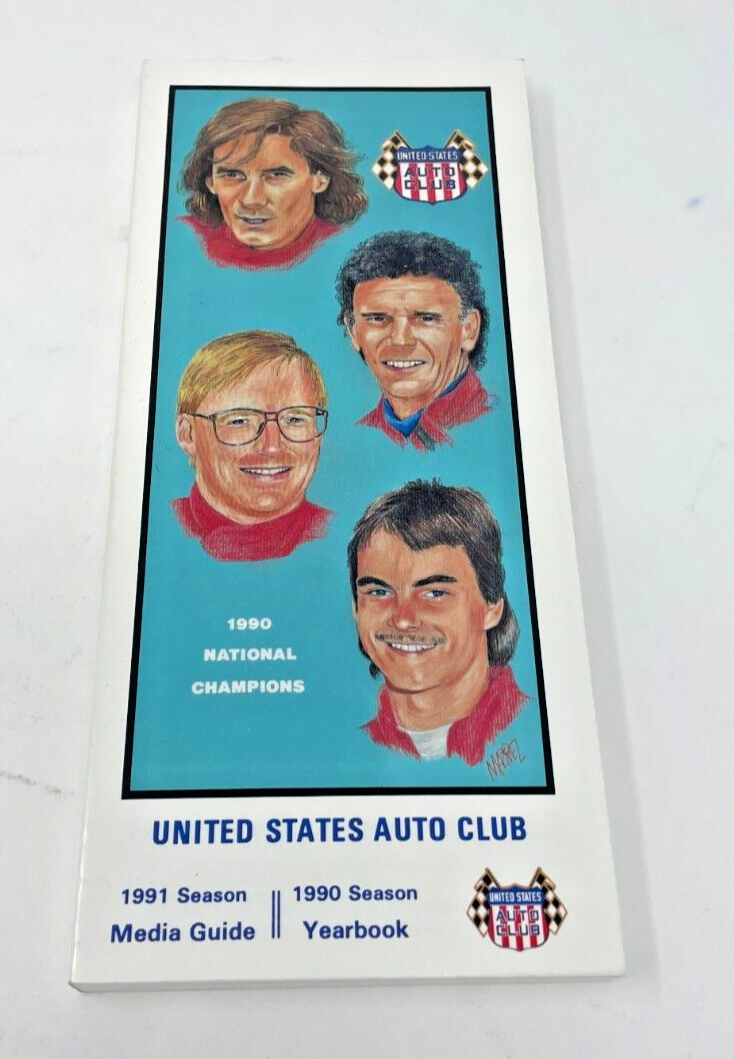 UNITED STATES
AUTO
CLUB
1990
NATIONAL
CHAMPIONS
UNITED STATES AUTO CLUB
1991 Season
Media Guide
1990 Season
Yearbook
UNITED STATES
AUTO
CLUB